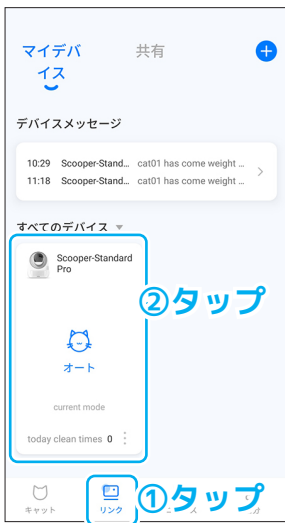 マイデバ
イス
共有
デバイスメッセージ
10:29 Scooper-Stand... cat01 has come weight ...
11:18 Scooper-Stand... cat01 has come weight ...
すべてのデバイス
Scooper-Standard
Pro
②タップ
オート
current mode
today clean times 0
キャット
リンク
①タップ